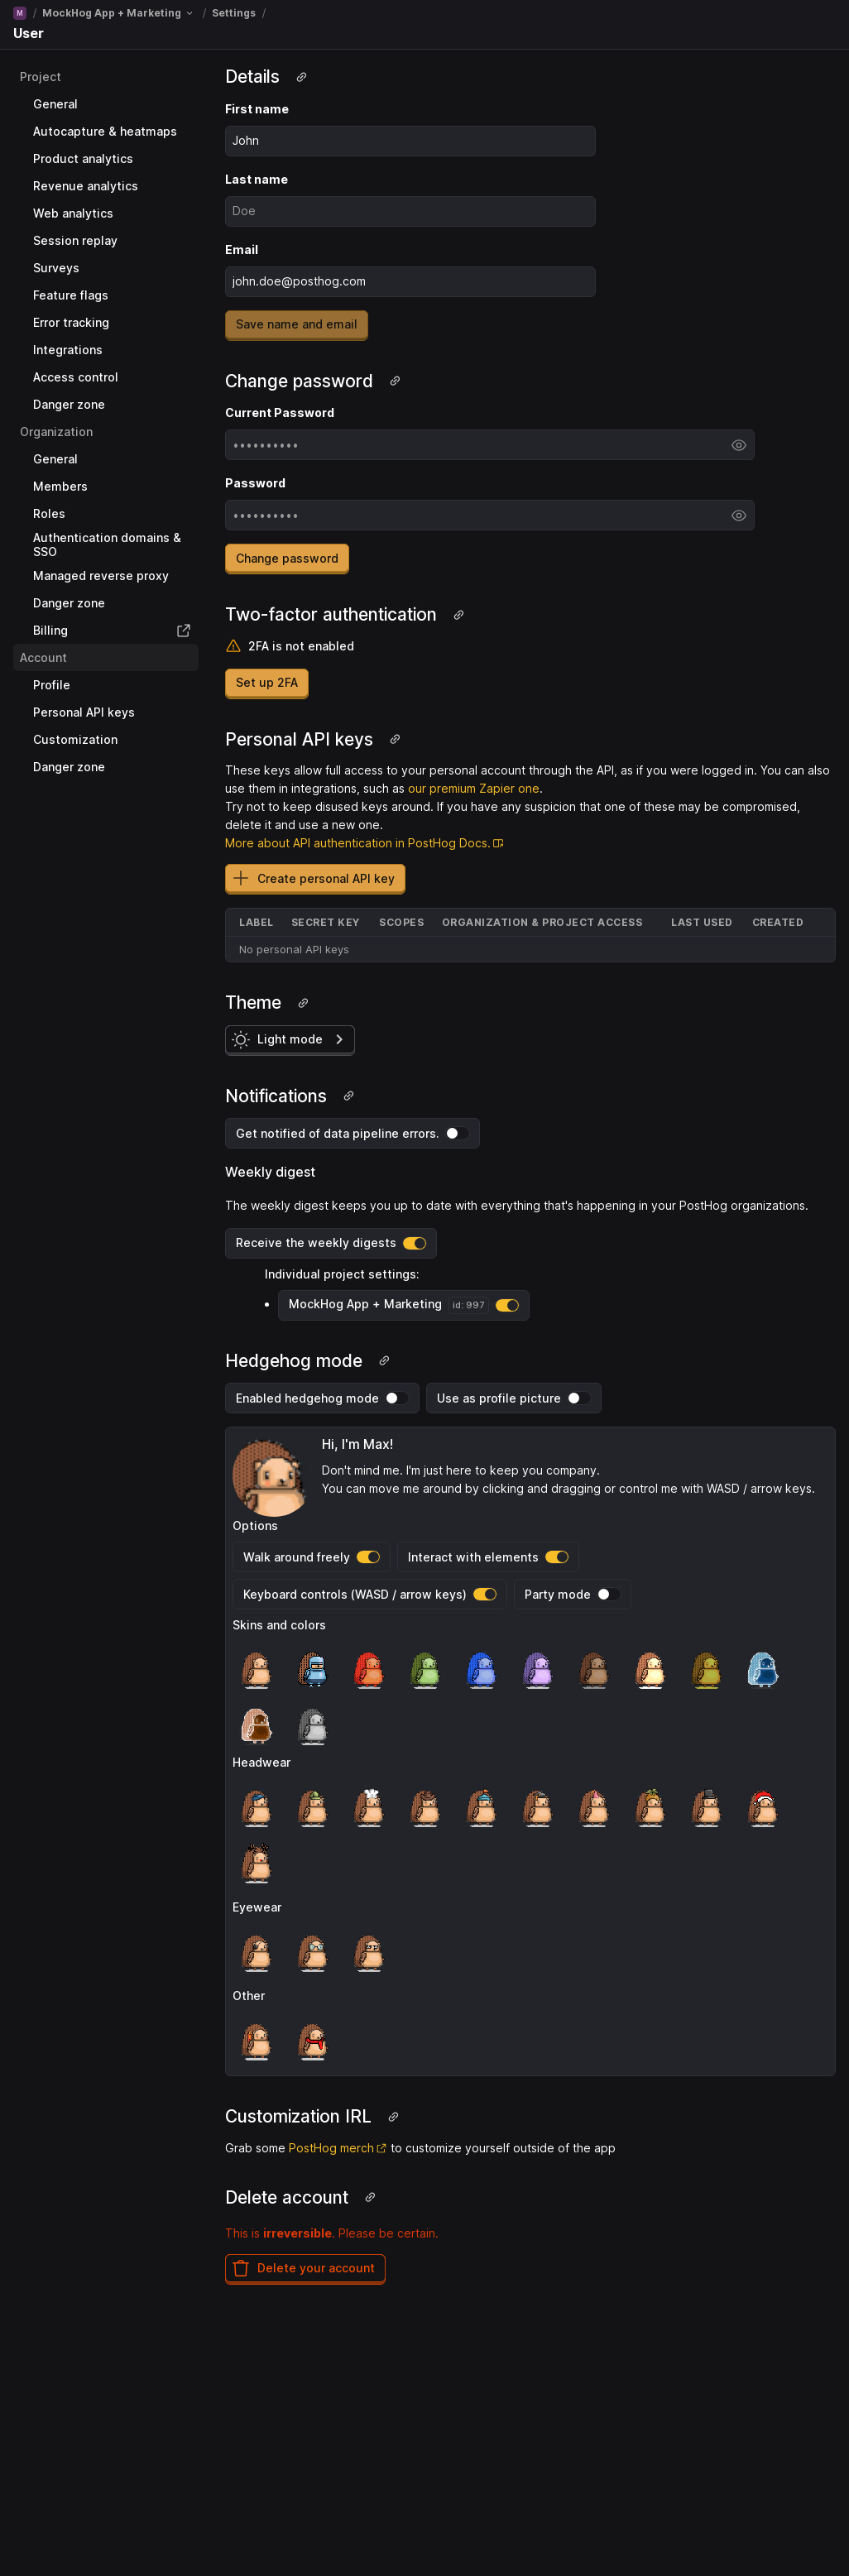 M / MockHog App + Marketing / Settings /
User
Project
General
Autocapture & heatmaps
Product analytics
Revenue analytics
Web analytics
Session replay
Surveys
Feature flags
Error tracking
Integrations
Access control
Danger zone
Organization
General
Members
Roles
Authentication domains &
SSO
Managed reverse proxy
Danger zone
Billing
Account
Profile
Personal API keys
Customization
Danger zone
Details
First name
John
Last name
Doe
Email
john.doe@posthog.com
Save name and email
Change password
Current Password
••••••••••
Password
••••••••••
Change password
Two-factor authentication
2FA is not enabled
Set up 2FA
Personal API keys
These keys allow full access to your personal account through the API, as if you were logged in. You can also
use them in integrations, such as our premium Zapier one.
Try not to keep disused keys around. If you have any suspicion that one of these may be compromised,
delete it and use a new one.
More about API authentication in PostHog Docs.
Create personal API key
LABEL SECRET KEY SCOPES ORGANIZATION & PROJECT ACCESS LAST USED CREATED
No personal API keys
Theme
Light mode
Notifications
Get notified of data pipeline errors.
Weekly digest
The weekly digest keeps you up to date with everything that's happening in your PostHog organizations.
Receive the weekly digests
Individual project settings:
• MockHog App + Marketing id: 997
Hedgehog mode
Enabled hedgehog mode Use as profile picture
Hi, I'm Max!
Don't mind me. I'm just here to keep you company.
You can move me around by clicking and dragging or control me with WASD / arrow keys.
Options
Walk around freely Interact with elements
Keyboard controls (WASD / arrow keys) Party mode
Skins and colors
Headwear
Eyewear
Other
Customization IRL
Grab some PostHog merch to customize yourself outside of the app
Delete account
This is irreversible. Please be certain.
Delete your account